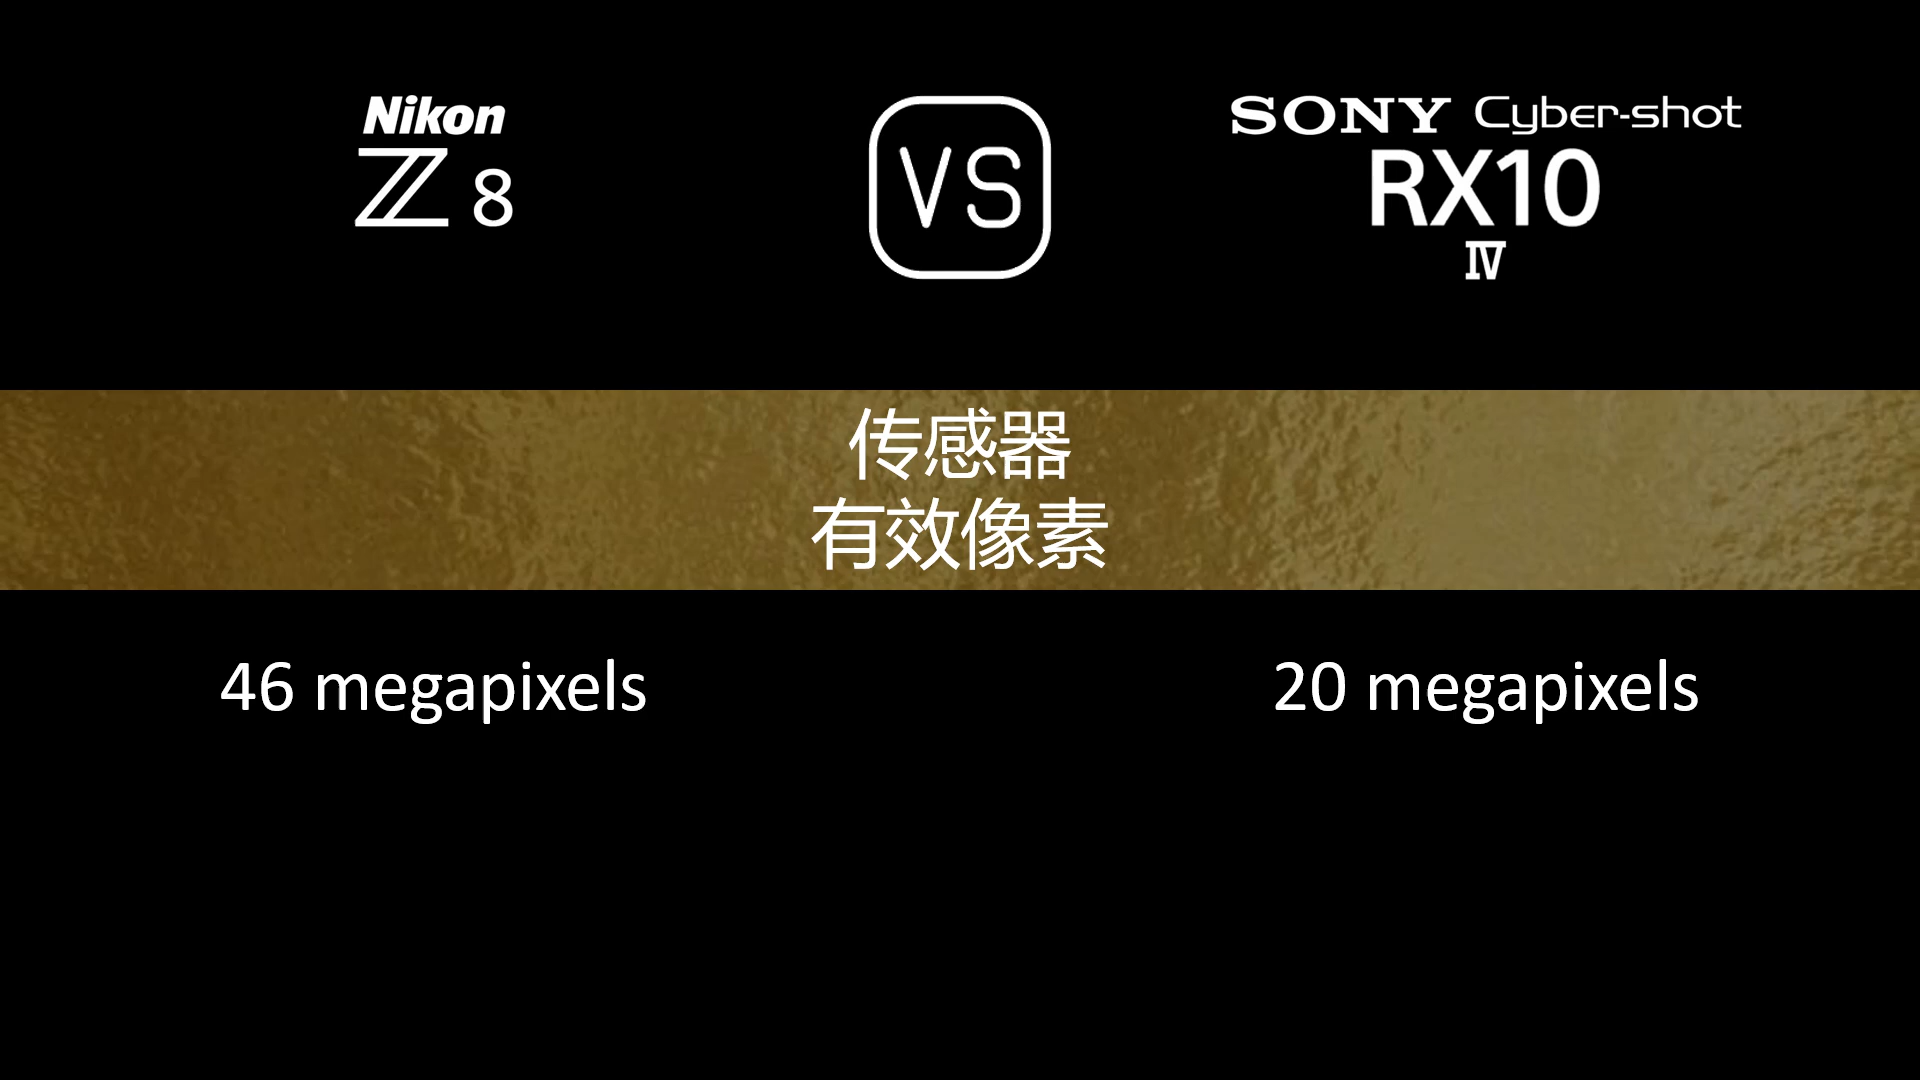 Nikon
Z 8
VS
SONY Cyber-shot
RX10
IV
传感器
有效像素
46 megapixels
20 megapixels